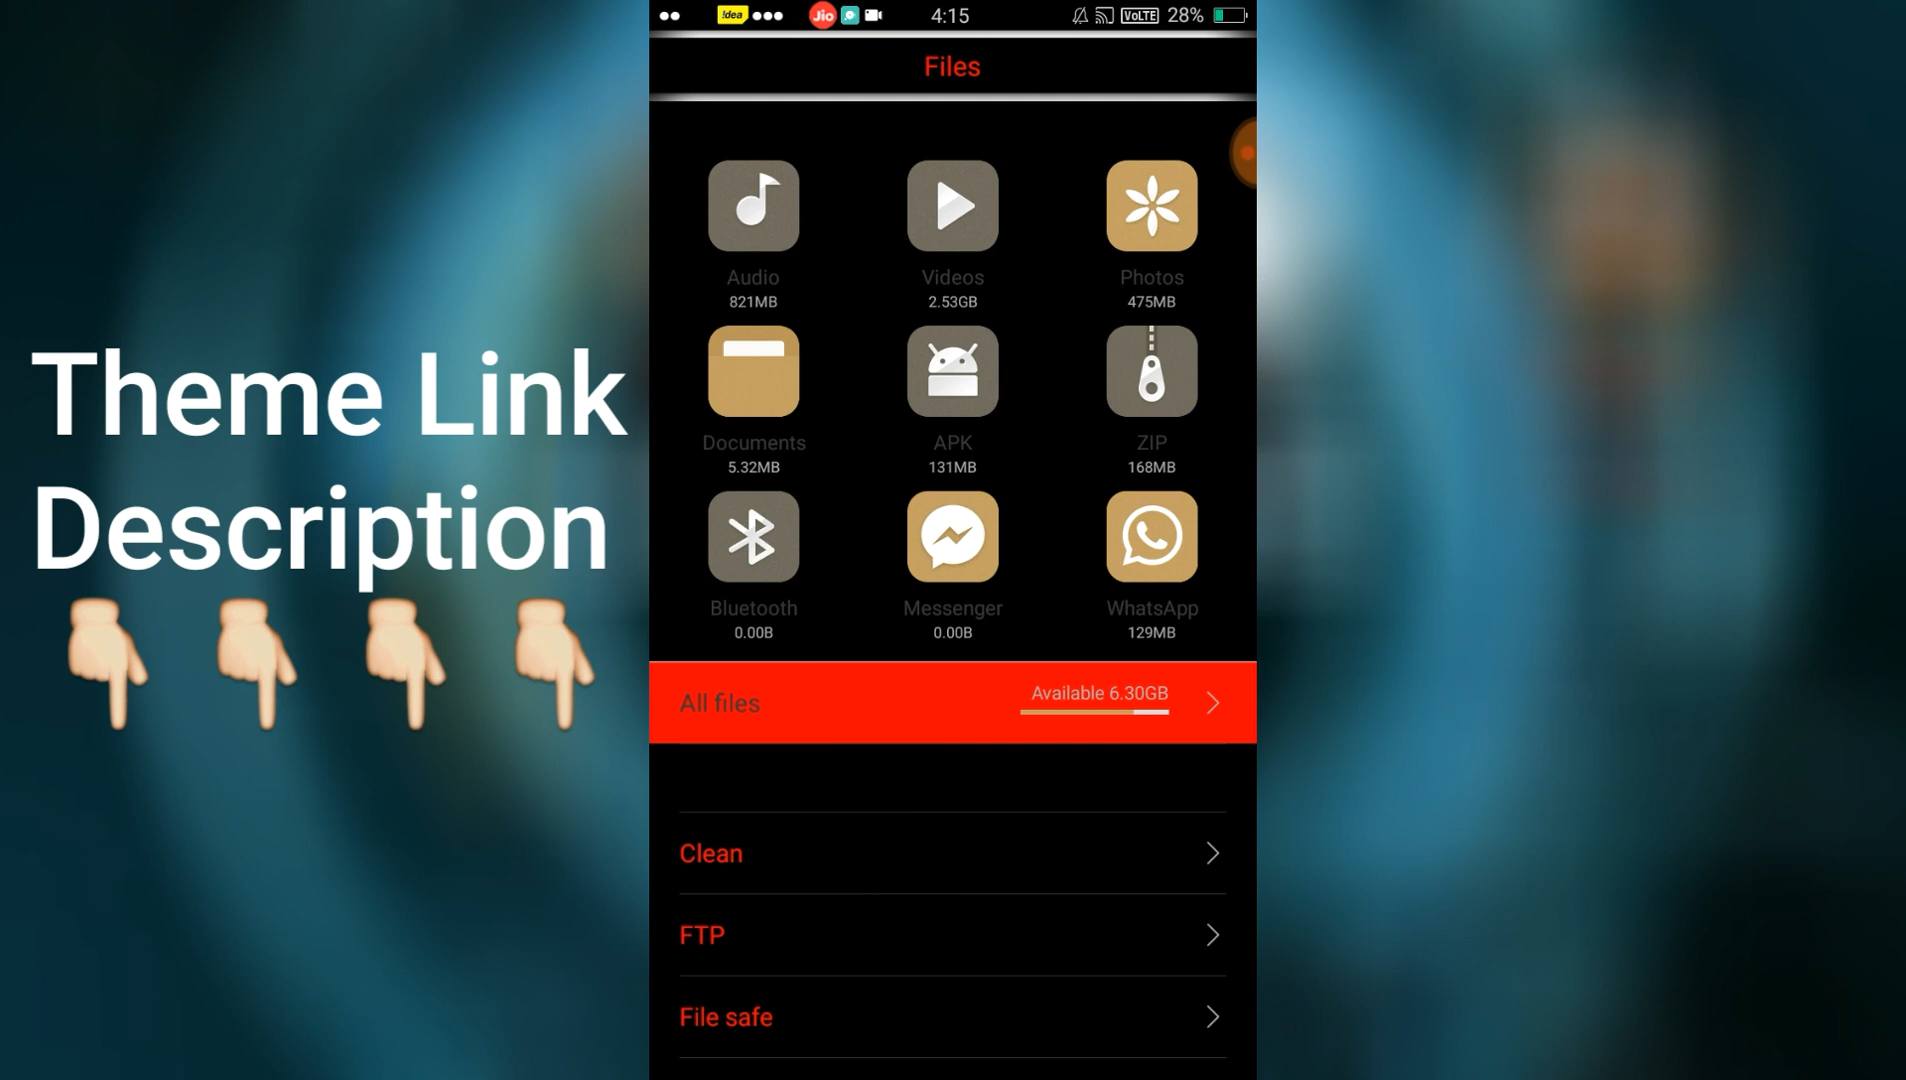 !dea Jio 4:15 VoLTE 28%
Files
Audio Videos Photos
821MB 2.53GB 475MB
Documents APK ZIP
5.32MB 131MB 168MB
Bluetooth Messenger WhatsApp
0.00B 0.00B 129MB
All files Available 6.30GB
Clean
FTP
File safe
Theme Link
Description